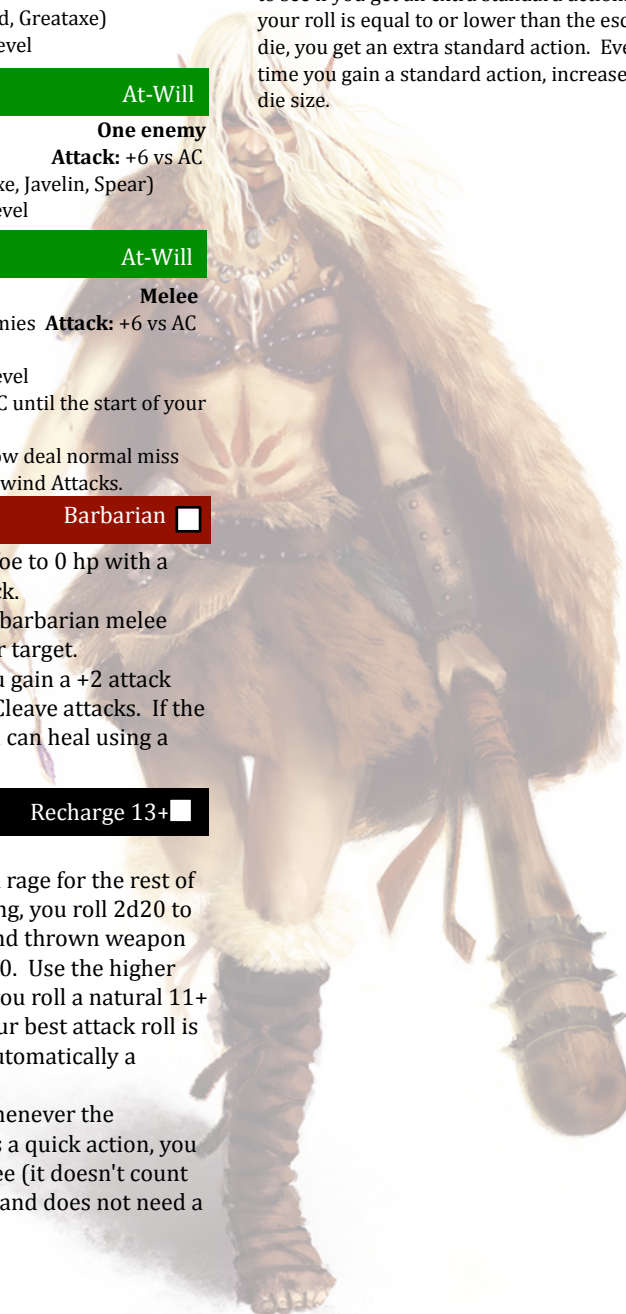 d, Greataxe)
evel
At-Will
One enemy
Attack: +6 vs AC
xe, Javelin, Spear)
evel
At-Will
Melee
mies Attack: +6 vs AC
evel
C until the start of your
ow deal normal miss
wind Attacks.
Barbarian
foe to 0 hp with a
ck.
barbarian melee
r target.
u gain a +2 attack
Cleave attacks. If the
can heal using a
Recharge 13+
rage for the rest of
ng, you roll 2d20 to
nd thrown weapon
0. Use the higher
ou roll a natural 11+
ur best attack roll is
utomatically a
henever the
s a quick action, you
ee (it doesn't count
and does not need a
your roll is equal to or lower than the esc
die, you get an extra standard action. Eve
time you gain a standard action, increase
die size.